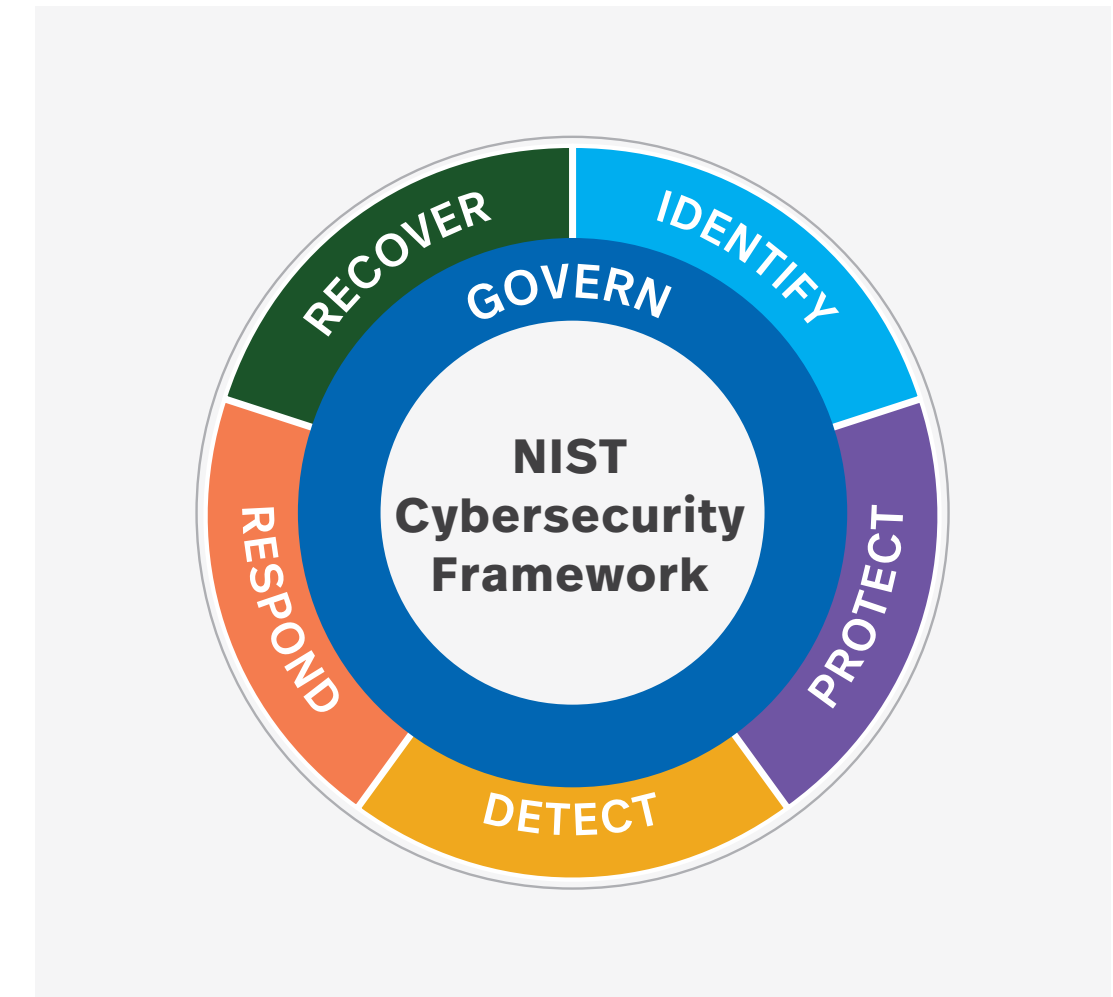 RECOVER
IDENTIFY
GOVERN
NIST
Cybersecurity
Framework
RESPOND
PROTECT
DETECT